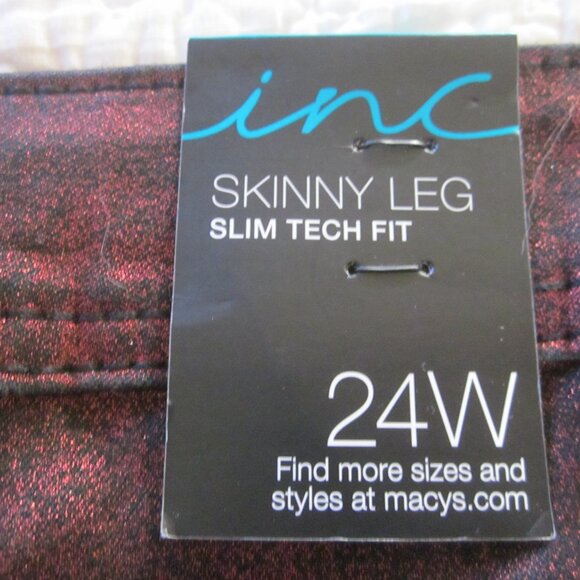 inc
SKINNY LEG
SLIM TECH FIT
24W
Find more sizes and
styles at macys.com